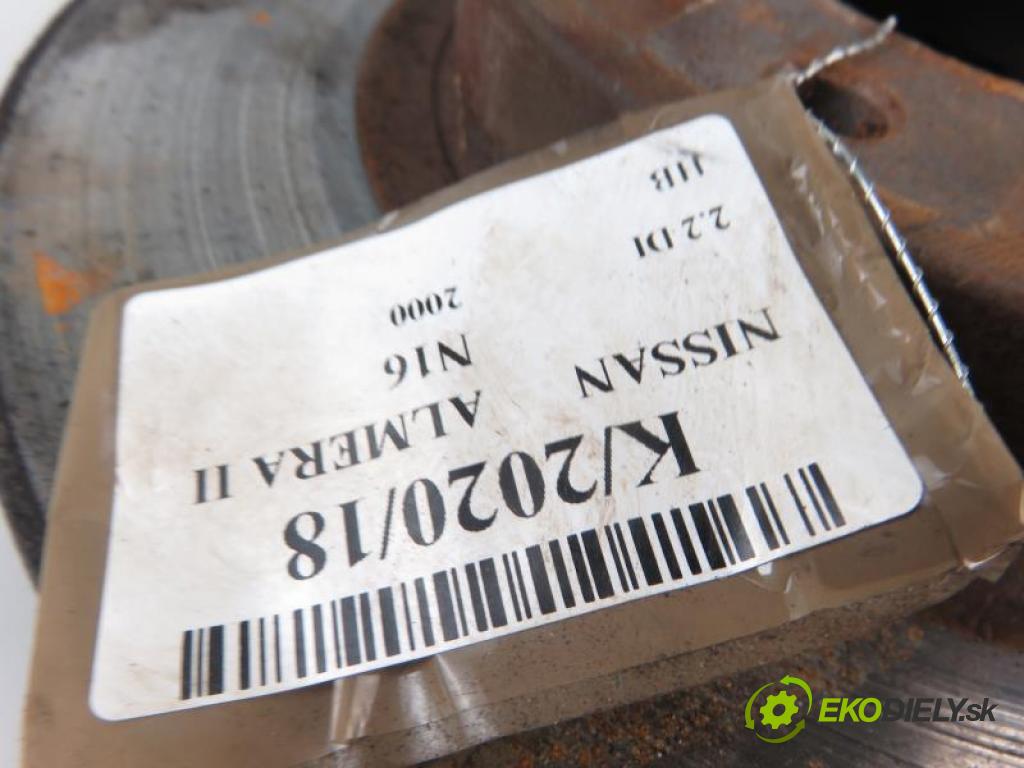 K/2020/18
NISSAN ALMERA II
N16
2.2 DI 2000
HB
EKODIELY.sk